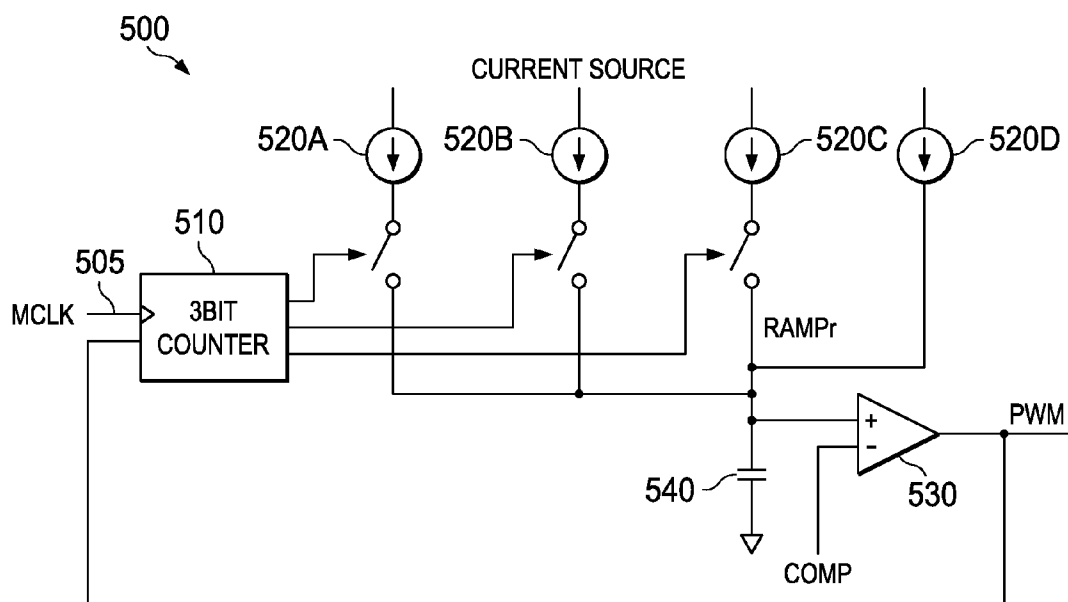 500
CURRENT SOURCE
520A
520B
520C
520D
510
505
MCLK
3BIT
COUNTER
RAMPr
+
-
PWM
540
530
COMP